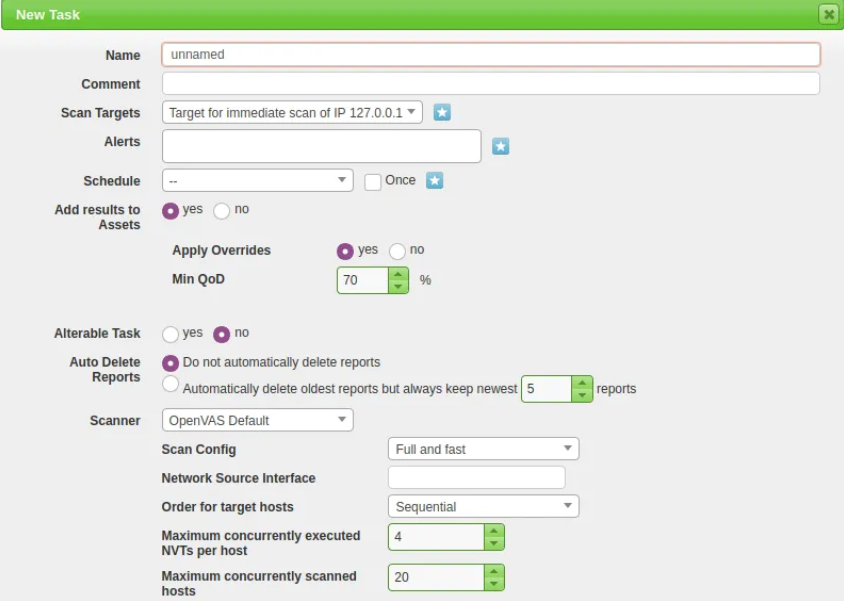 New Task
Name unnamed
Comment
Scan Targets Target for immediate scan of IP 127.0.0.1
Alerts
Schedule -- Once
Add results to yes no
Assets
Apply Overrides yes no
Min QoD 70 %
Alterable Task yes no
Auto Delete Do not automatically delete reports
Reports
Automatically delete oldest reports but always keep newest 5 reports
Scanner OpenVAS Default
Scan Config Full and fast
Network Source Interface
Order for target hosts Sequential
Maximum concurrently executed 4
NVTs per host
Maximum concurrently scanned 20
hosts